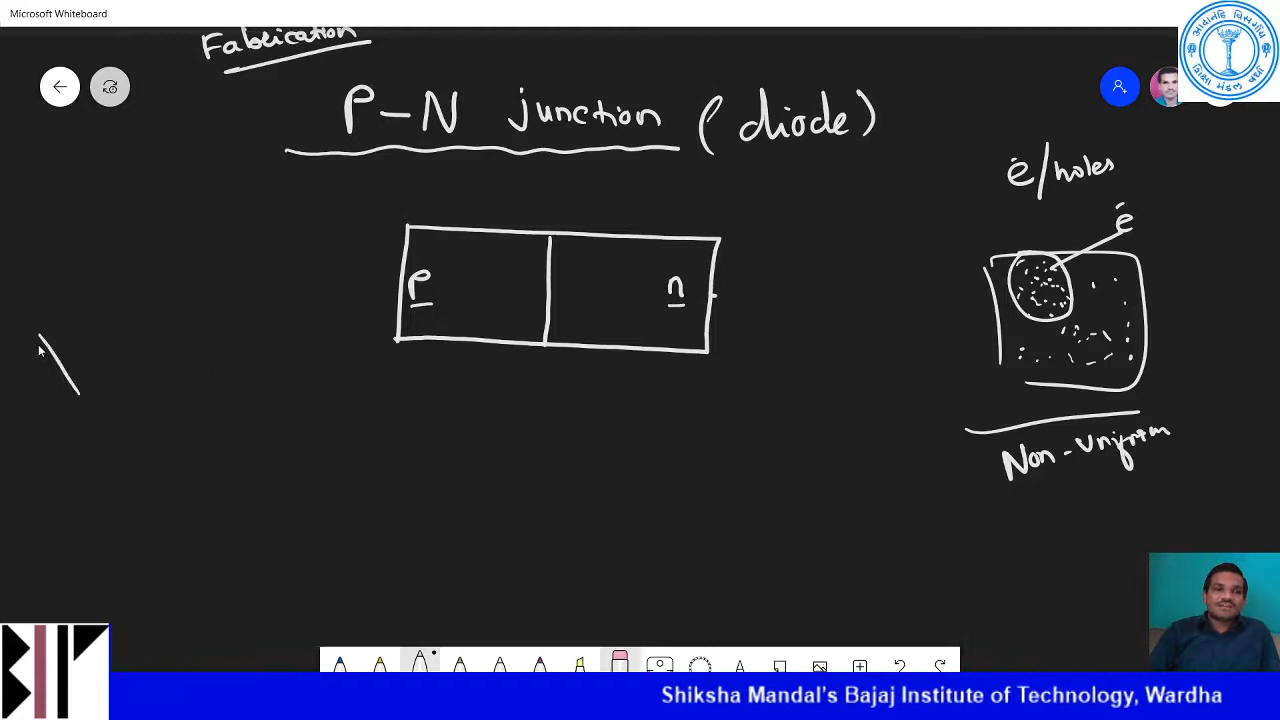 Microsoft Whiteboard
Fabrication
P-N junction (diode)
e/holes
e
p
n
Non-Uniform
Shiksha Mandal's Bajaj Institute of Technology, Wardha